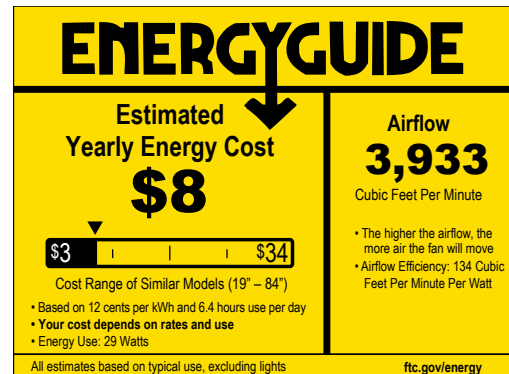 ENERGYGUIDE
Estimated
Yearly Energy Cost
$8
$3
$34
Cost Range of Similar Models (19” – 84”)
• Based on 12 cents per kWh and 6.4 hours use per day
• Your cost depends on rates and use
• Energy Use: 29 Watts
Airflow
3,933
Cubic Feet Per Minute
• The higher the airflow, the
more air the fan will move
• Airflow Efficiency: 134 Cubic
Feet Per Minute Per Watt
All estimates based on typical use, excluding lights
ftc.gov/energy